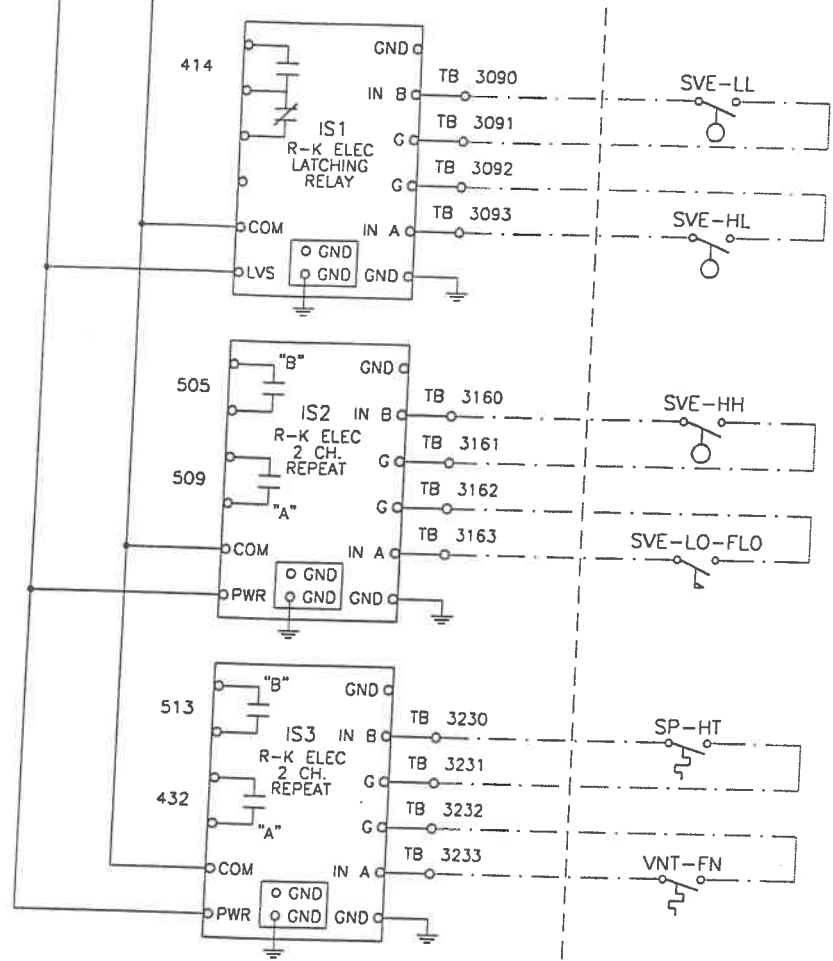 414
GND
TB 3090
SVE-LL
IN B
TB 3091
IS1
R-K ELEC
LATCHING
RELAY
G
TB 3092
G
TB 3093
SVE-HL
COM
IN A
GND
LVS
GND
GND
"B"
GND
505
TB 3160
SVE-HH
IS2
IN B
R-K ELEC
2 CH.
REPEAT
TB 3161
G
509
TB 3162
"A"
G
TB 3163
SVE-LO-FLO
COM
IN A
GND
PWR
GND
GND
"B"
GND
513
TB 3230
SP-HT
IS3
IN B
R-K ELEC
2 CH.
REPEAT
TB 3231
G
432
TB 3232
"A"
G
TB 3233
VNT-FN
COM
IN A
GND
PWR
GND
GND